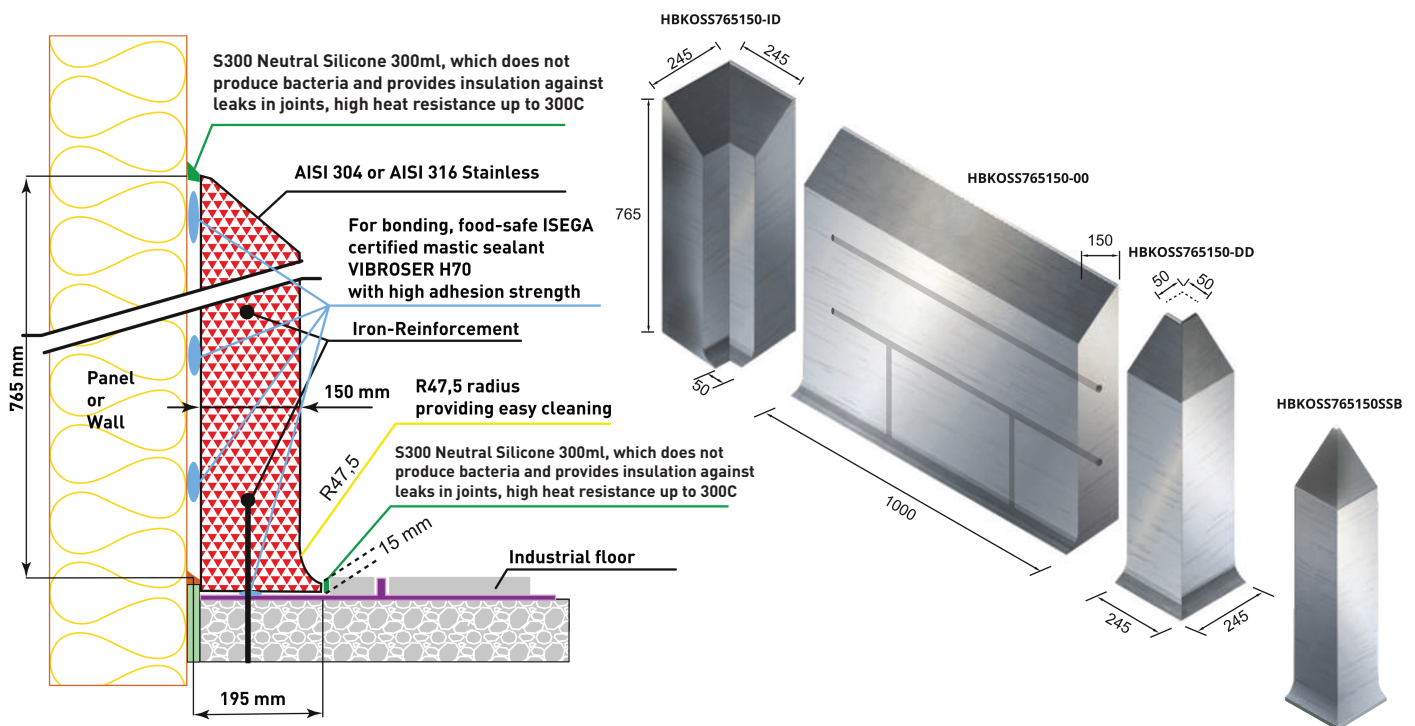 S300 Neutral Silicone 300ml, which does not
produce bacteria and provides insulation against
leaks in joints, high heat resistance up to 300C
AISI 304 or AISI 316 Stainless
For bonding, food-safe ISEGA
certified mastic sealant
VIBROSER H70
with high adhesion strength
Iron-Reinforcement
765 mm
Panel
or
Wall
150 mm
R47,5 radius
providing easy cleaning
R47,5
S300 Neutral Silicone 300ml, which does not
produce bacteria and provides insulation against
leaks in joints, high heat resistance up to 300C
15 mm
Industrial floor
195 mm
HBKOSS765150-ID
245
245
765
50
HBKOSS765150-00
150
1000
HBKOSS765150-DD
50
50
245
245
HBKOSS765150SSB